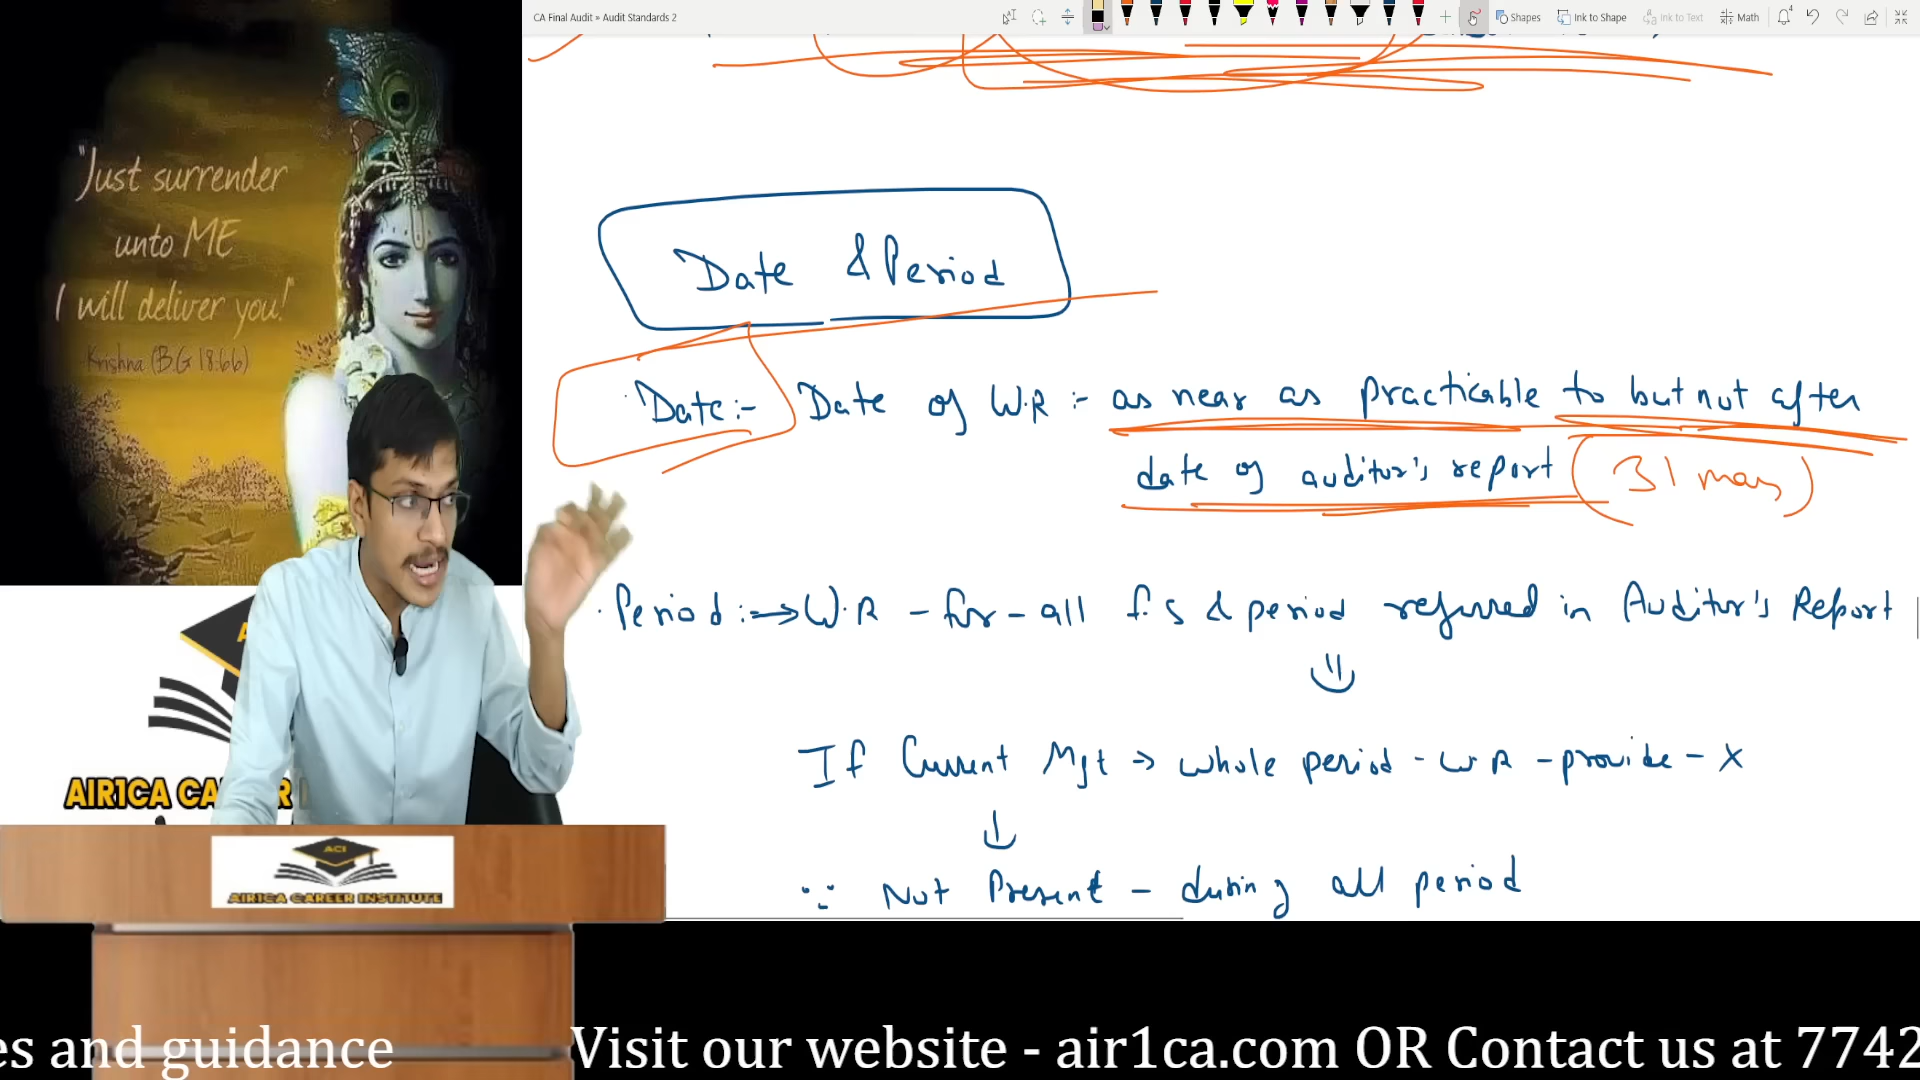 CA Final Audit » Audit Standards 2
Shapes
Ink to Shape
Ink to Text
Math
"Just surrender
unto ME
I will deliver you!"
Krishna (B.G 18:66)
Date & Period
Date:- Date of W.R :- as near as practicable to but not after
date of auditor's report (31 may)
Period:→ W.R - for - all f.s & period referred in Auditor's Report
If Current Mgt → whole period - W R - provide - X
∵ Not Present - during all period
AIR1CA CA
ACI
AIR1CA CAREER INSTITUTE
es and guidance
Visit our website - air1ca.com OR Contact us at 7742